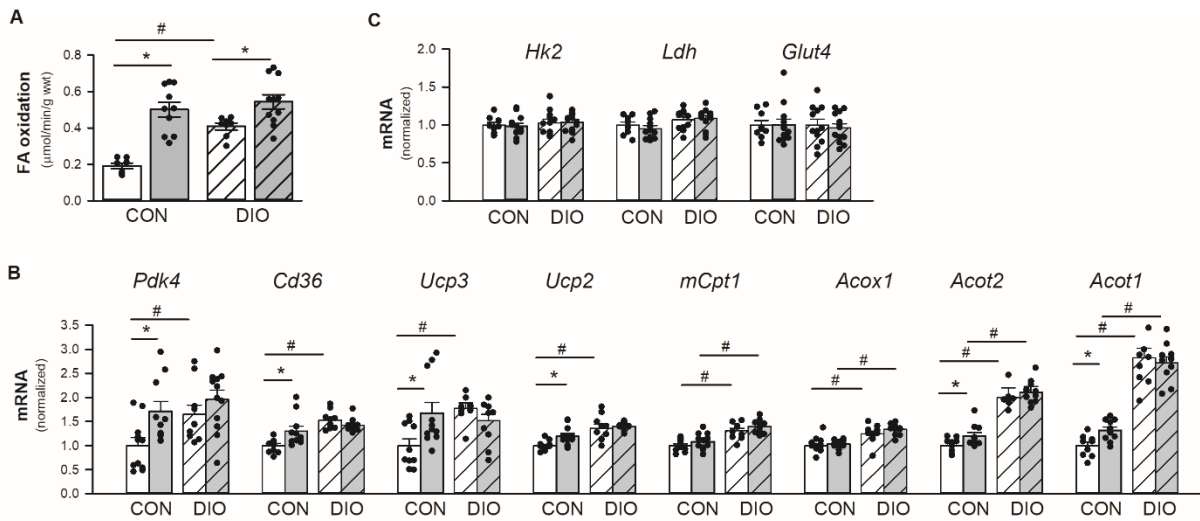 A
FA oxidation
(µmol/min/g wwt)
0.8
0.6
0.4
0.2
0.0
#
*
*
CON
DIO
C
mRNA
(normalized)
2.0
1.5
1.0
0.5
0.0
Hk2
Ldh
Glut4
CON
DIO
CON
DIO
CON
DIO
B
mRNA
(normalized)
3.5
3.0
2.5
2.0
1.5
1.0
0.5
0.0
Pdk4
Cd36
Ucp3
Ucp2
mCpt1
Acox1
Acot2
Acot1
#
*
#
*
#
*
#
*
#
#
#
#
#
#
*
#
#
*
CON
DIO
CON
DIO
CON
DIO
CON
DIO
CON
DIO
CON
DIO
CON
DIO
CON
DIO